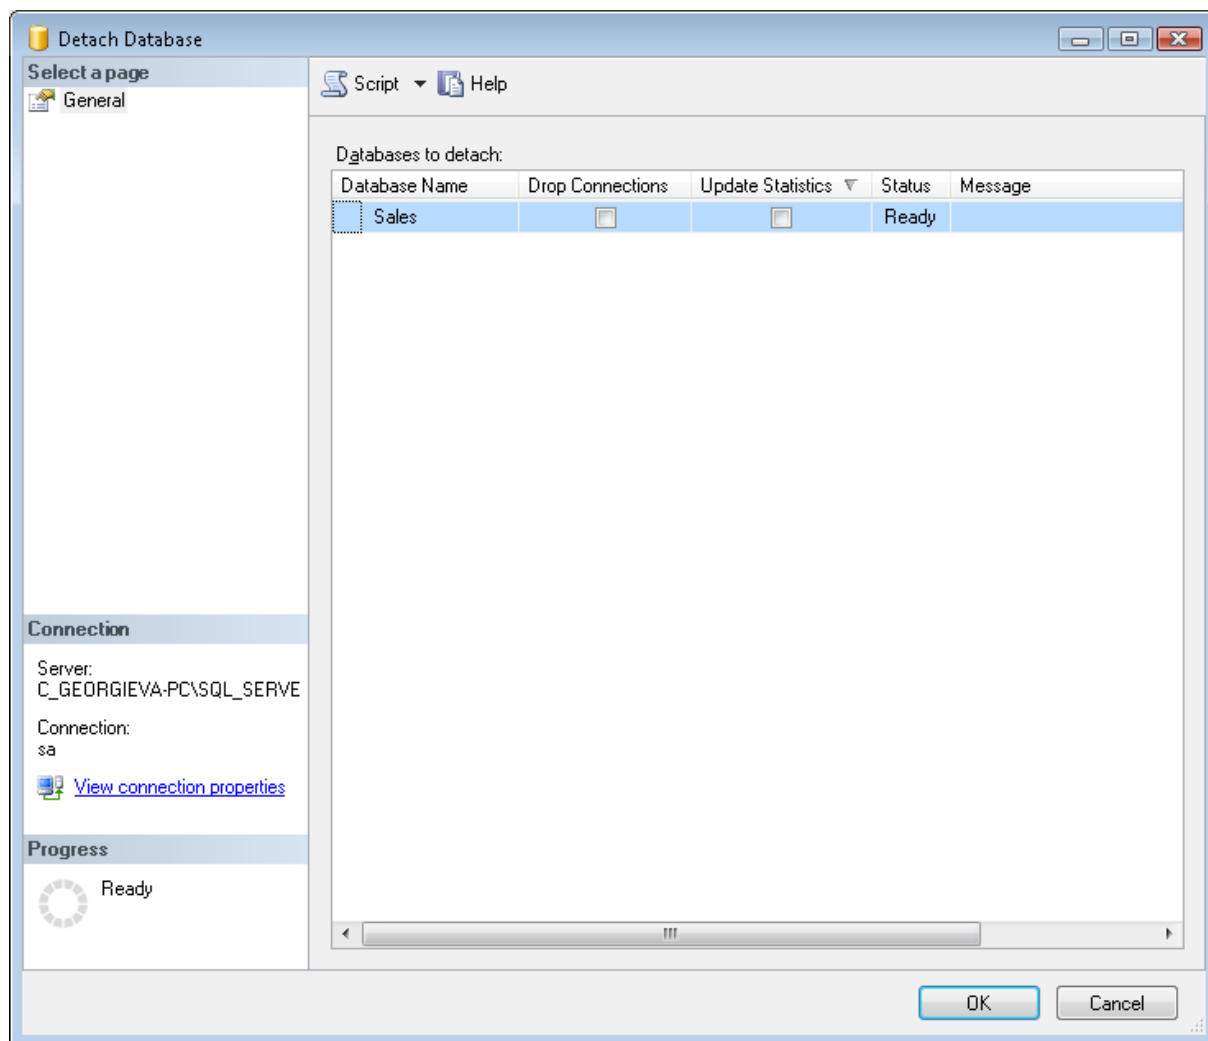 Detach Database
Select a page
General
Script Help
Databases to detach:
Database Name Drop Connections Update Statistics Status Message
Sales Ready
Connection
Server:
C_GEORGIEVA-PC\SQL_SERVE
Connection:
sa
View connection properties
Progress
Ready
OK Cancel